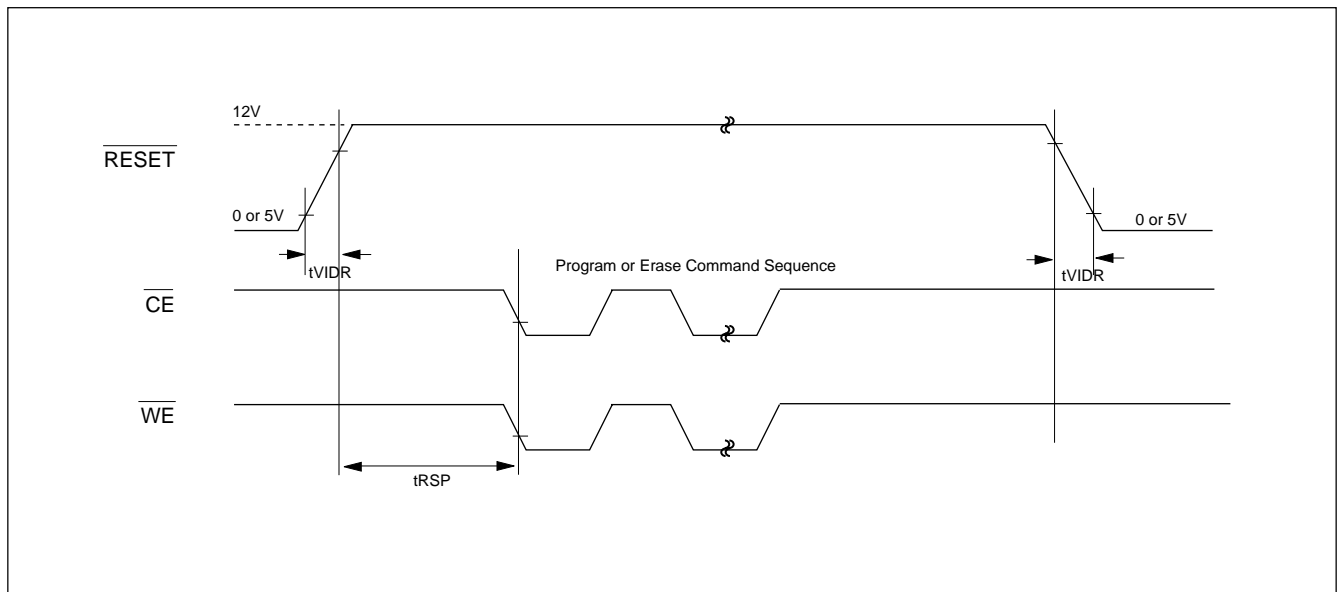 12V
RESET
0 or 5V
0 or 5V
tVIDR
Program or Erase Command Sequence
tVIDR
CE
WE
tRSP